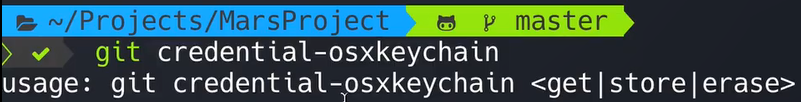 ~/Projects/MarsProject master
git credential-osxkeychain
usage: git credential-osxkeychain <get|store|erase>